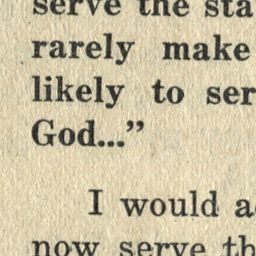 serve the sta
rarely make
likely to ser
God..."
I would a
now serve th